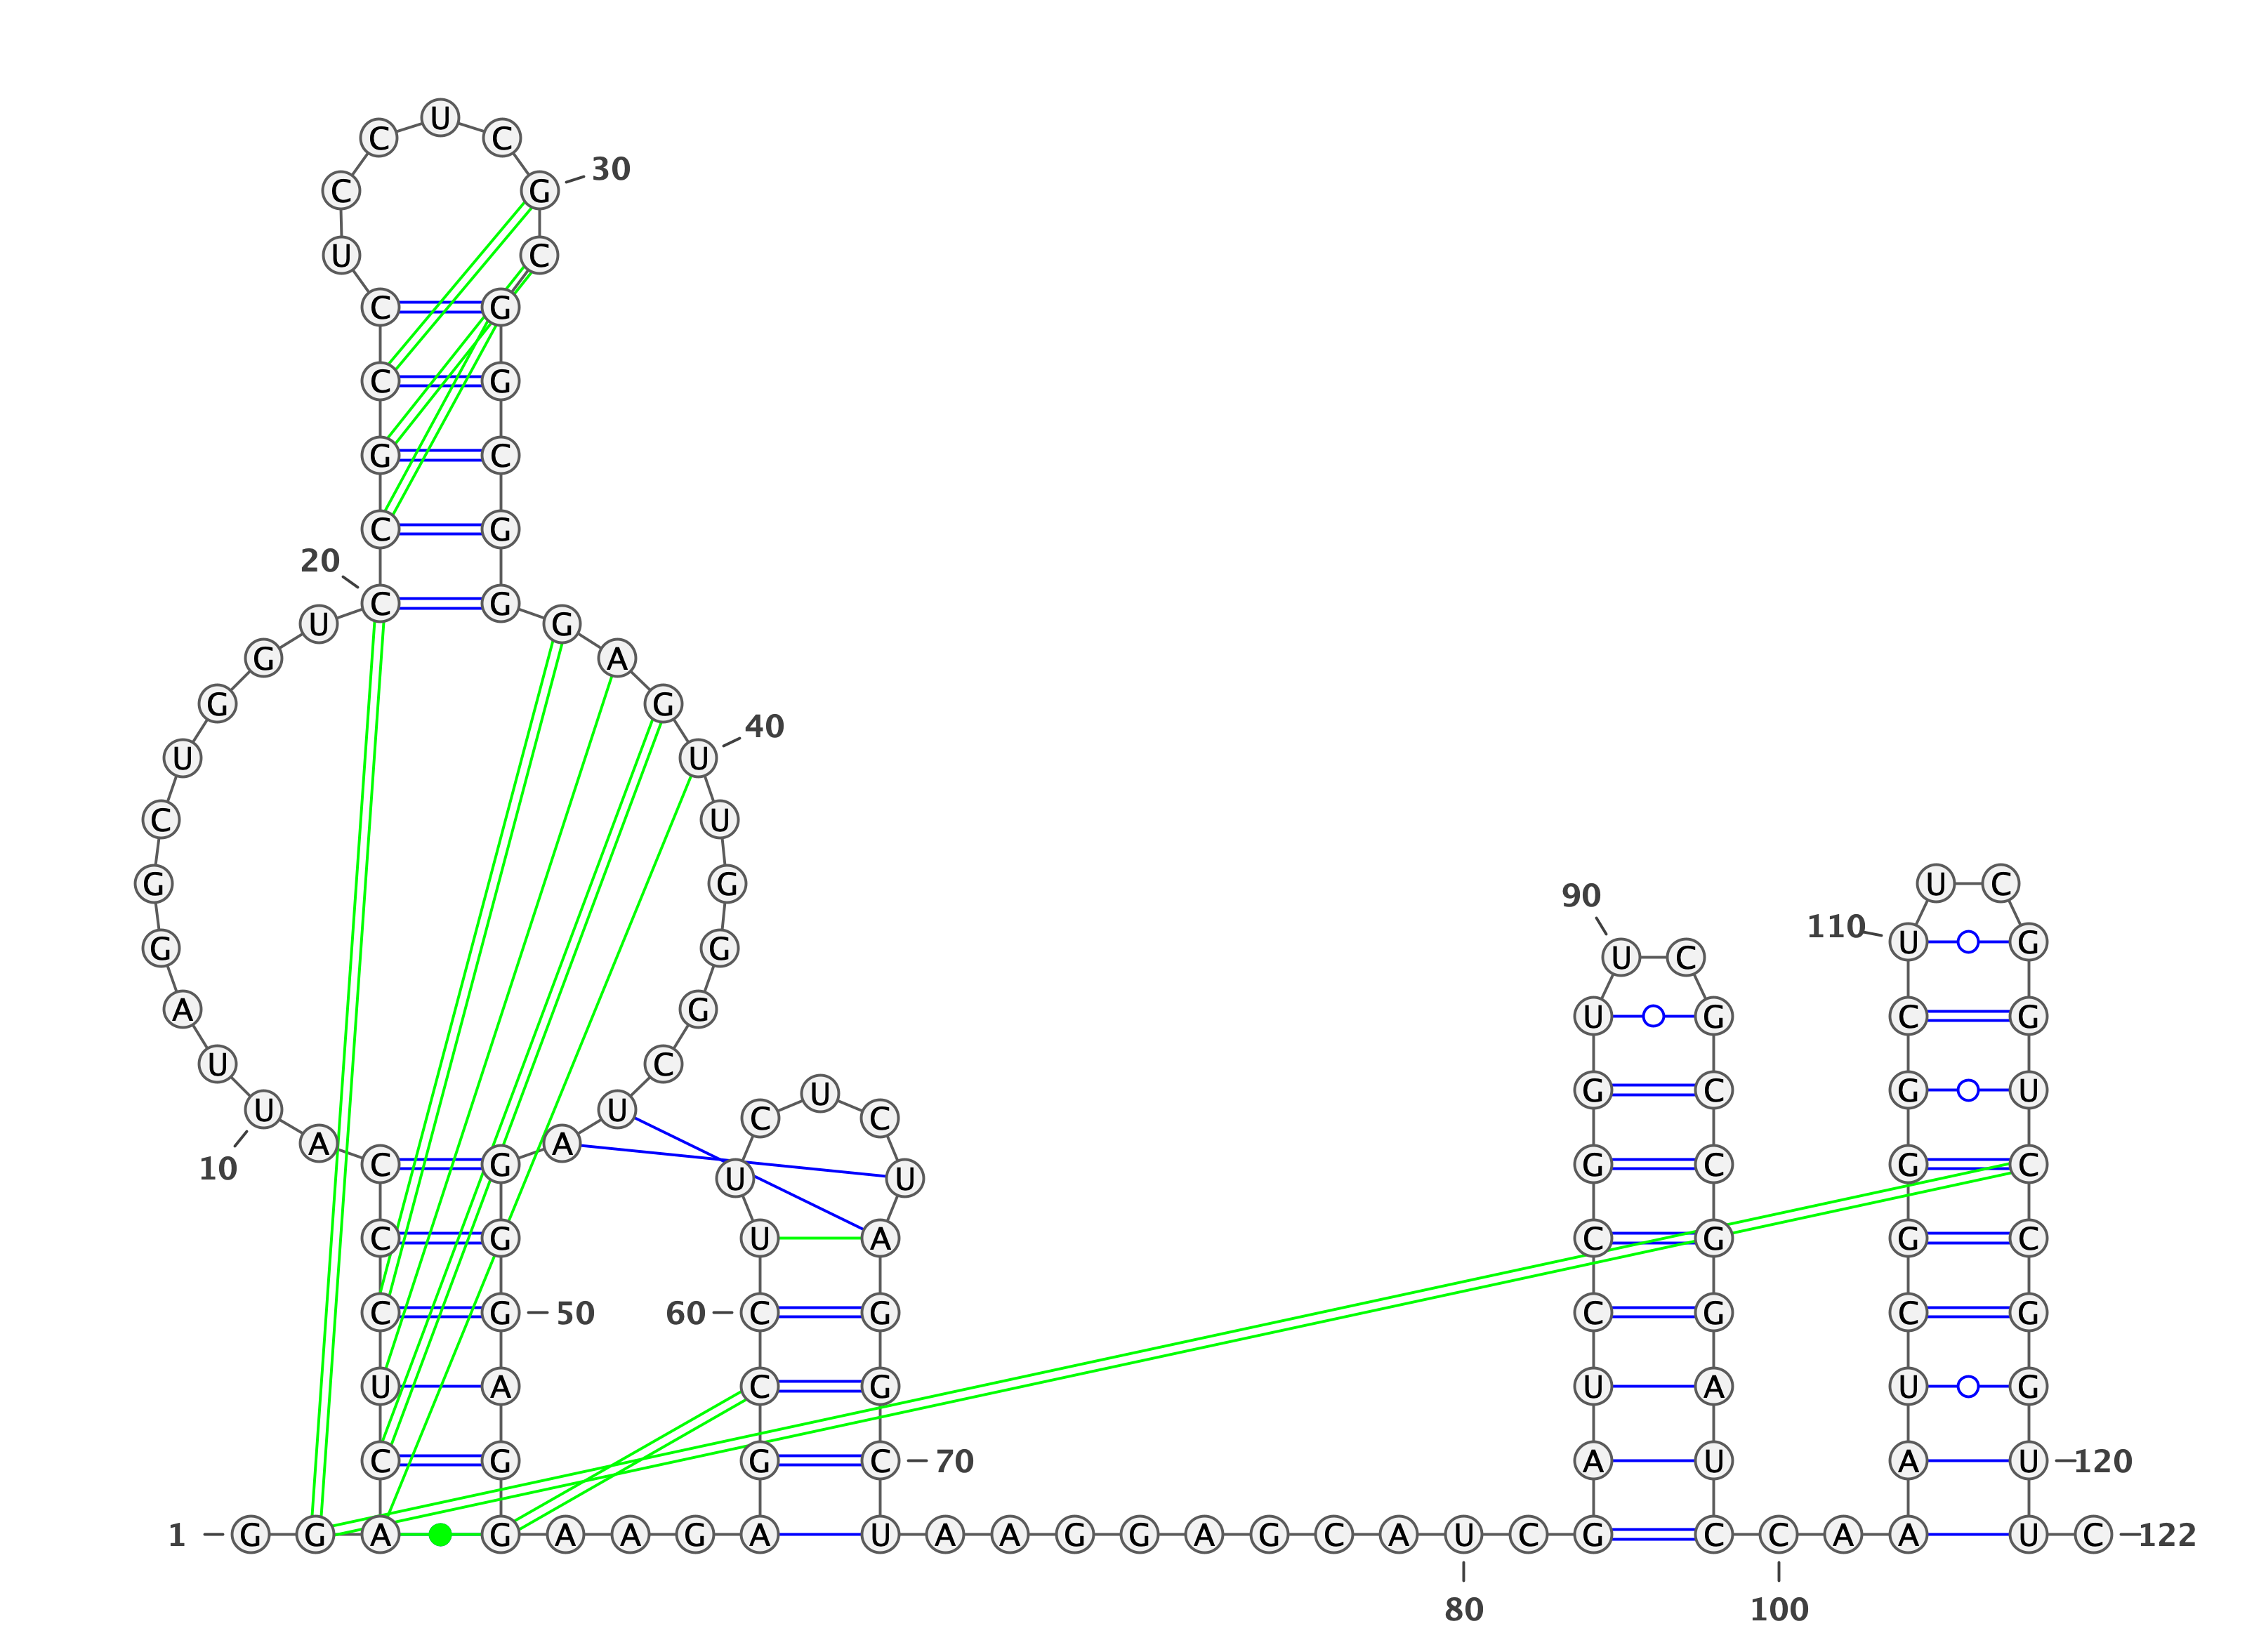 U
C C
30
C G
U C
C G
C G
G C
C G
20
C G
U G
G A
G G
40
U U
C U
G G U C
90
110
U G
G G
U C
A G
U G C G
U C
G C G U
U
U U
C C
A A
C G G C G C
10
U U
C G U A C G G C
C G 50 60 C G C G C G
U A C G U A U G
C G G C 70 A U A U 120
1 G G A G A A G A U A A G G A G C A U C G C C A A U C 122
80 100